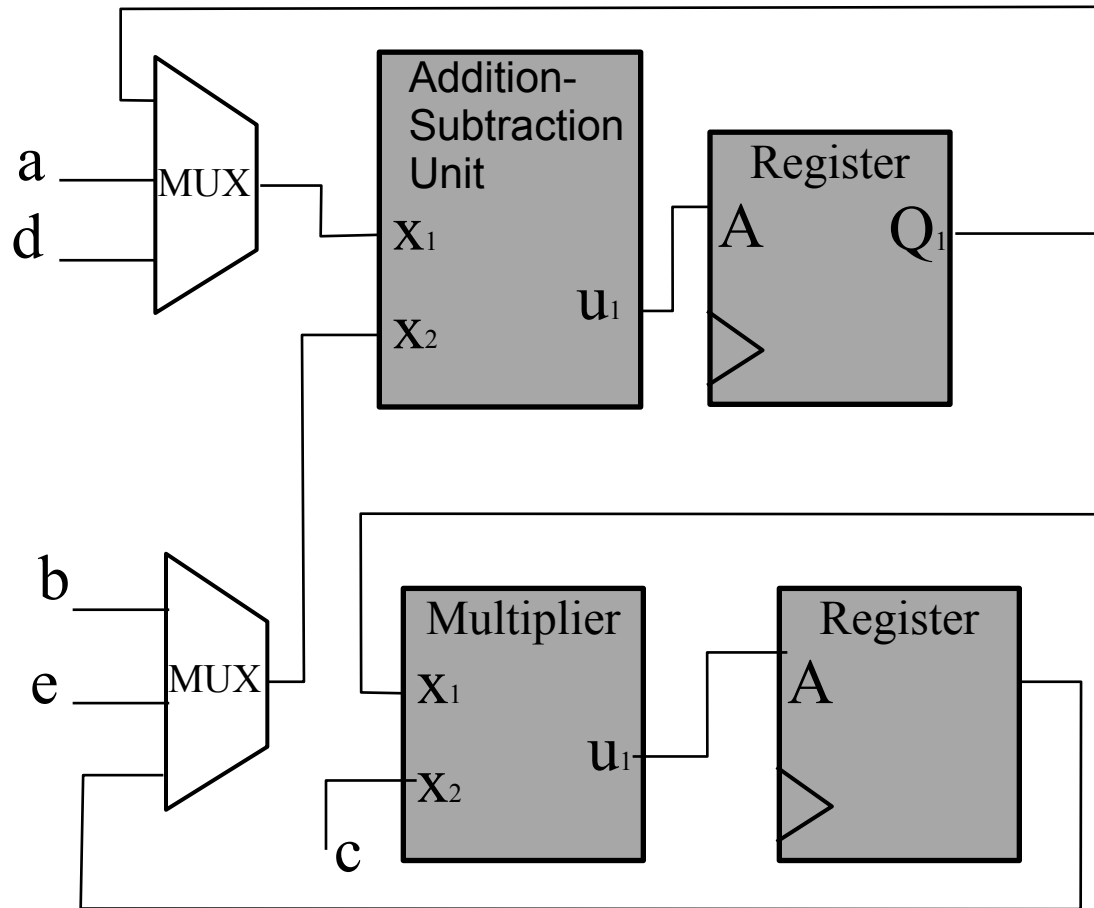 Addition-
Subtraction
Unit
a
MUX
d
Register
x1
A
Q1
u1
x2
b
e
MUX
Multiplier
Register
x1
A
u1
x2
c